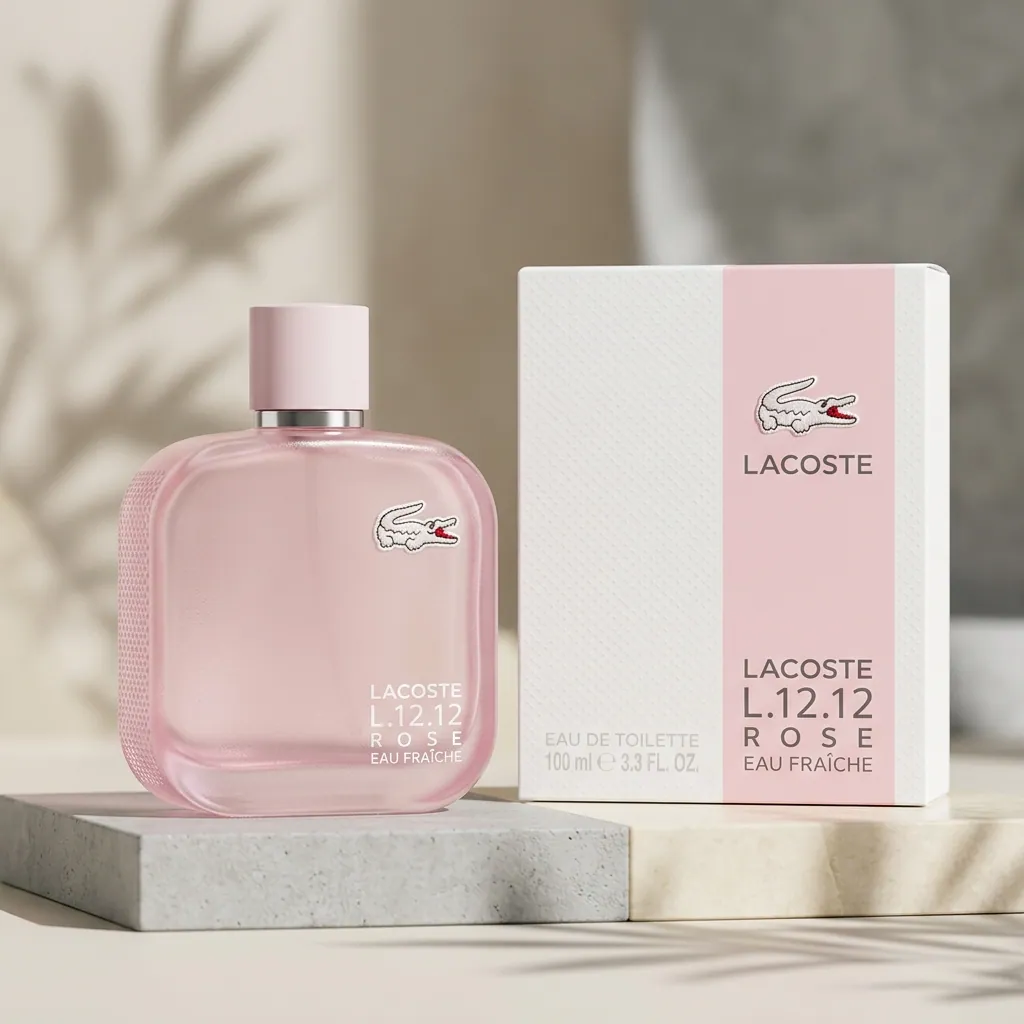 LACOSTE
L.12.12
ROSE
EAU FRAÎCHE
LACOSTE
LACOSTE
L.12.12
ROSE
EAU FRAÎCHE
EAU DE TOILETTE
100 ml ℮ 3.3 FL. OZ.